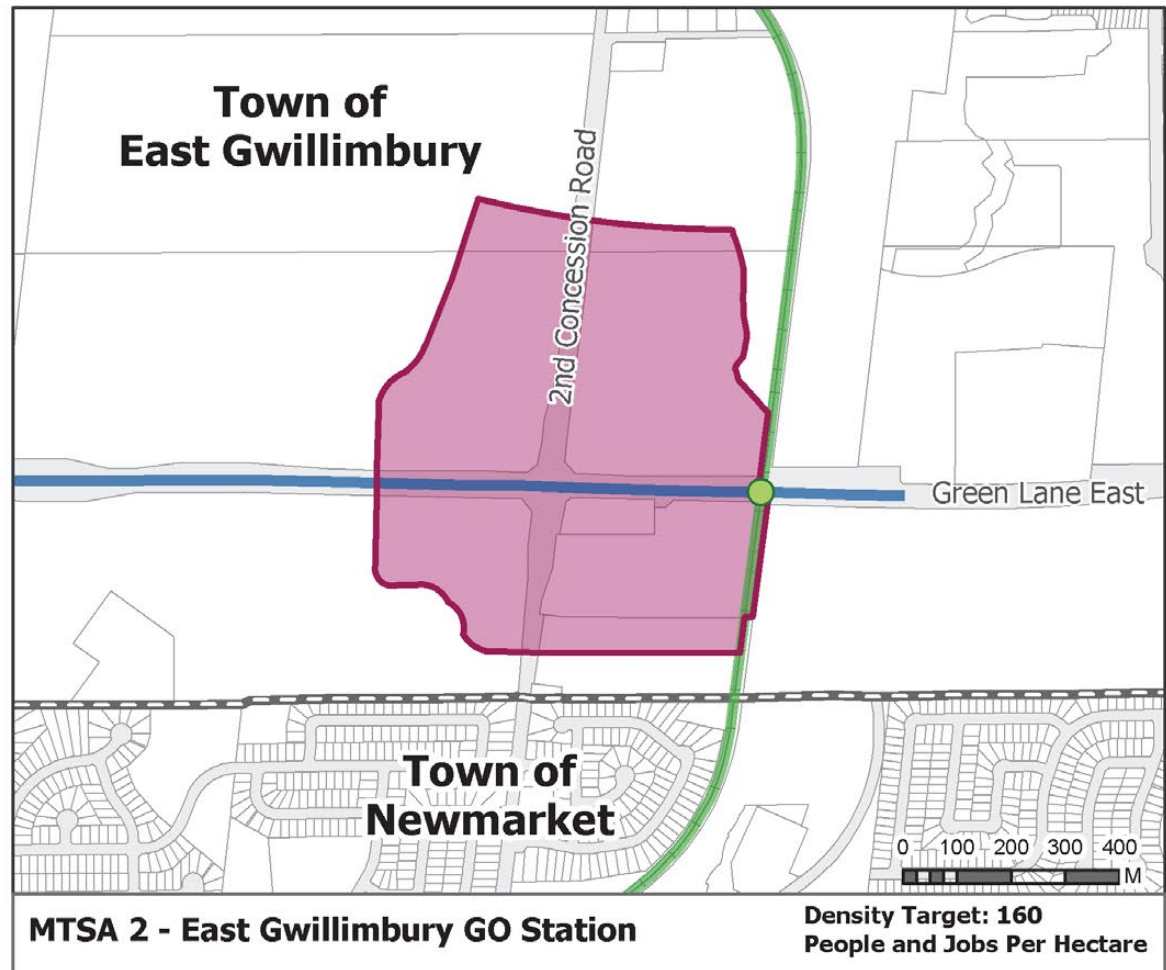 Town of
East Gwillimbury
2nd Concession Road
Green Lane East
Town of
Newmarket
0 100 200 300 400
M
MTSA 2 - East Gwillimbury GO Station
Density Target: 160
People and Jobs Per Hectare